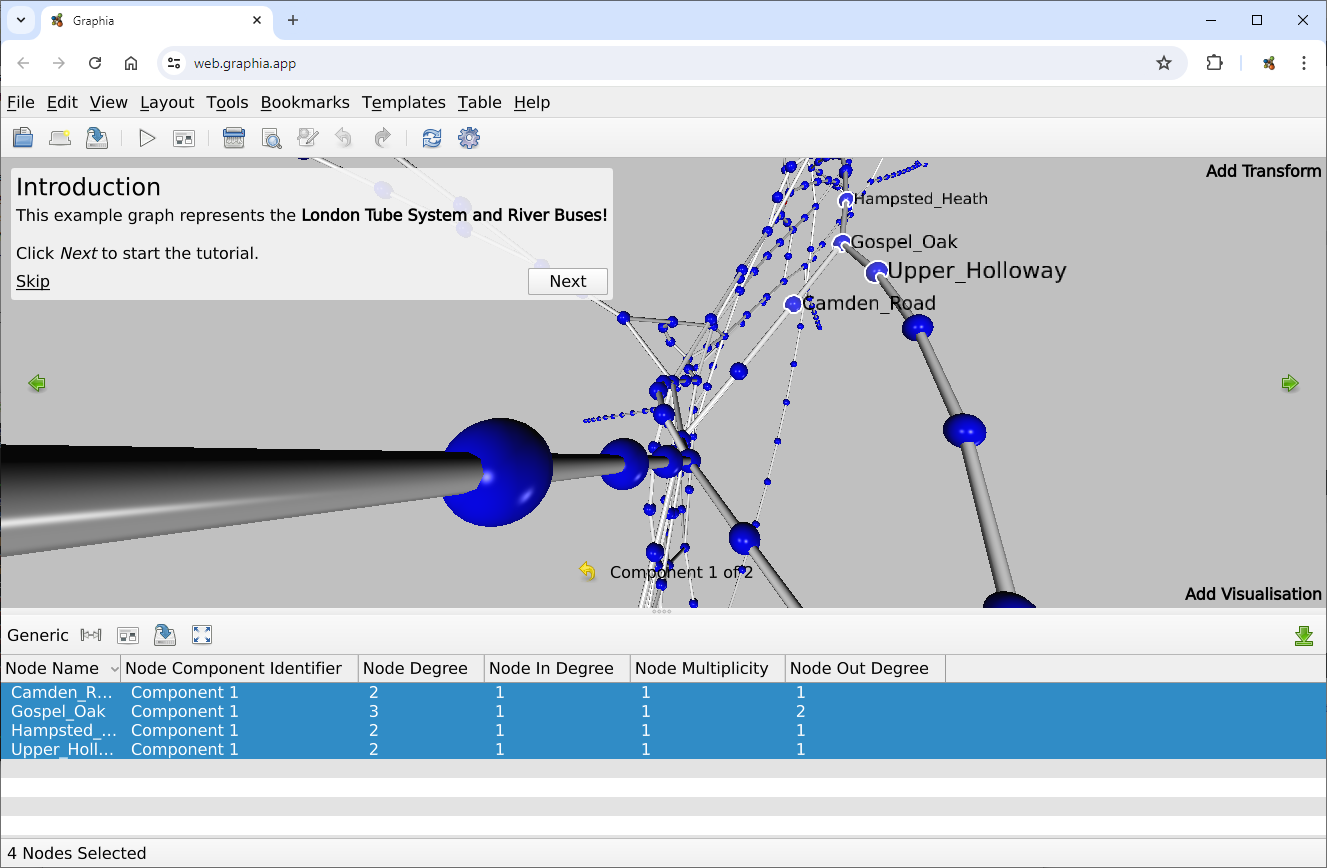 Graphia
web.graphia.app
File Edit View Layout Tools Bookmarks Templates Table Help
Introduction
This example graph represents the London Tube System and River Buses!
Click Next to start the tutorial.
Skip
Next
Add Transform
Hampsted_Heath
Gospel_Oak
Upper_Holloway
Camden_Road
Component 1 of 2
Add Visualisation
Generic
Node Name Node Component Identifier Node Degree Node In Degree Node Multiplicity Node Out Degree
Camden_R... Component 1 2 1 1 1
Gospel_Oak Component 1 3 1 1 2
Hampsted_... Component 1 2 1 1 1
Upper_Holl... Component 1 2 1 1 1
4 Nodes Selected